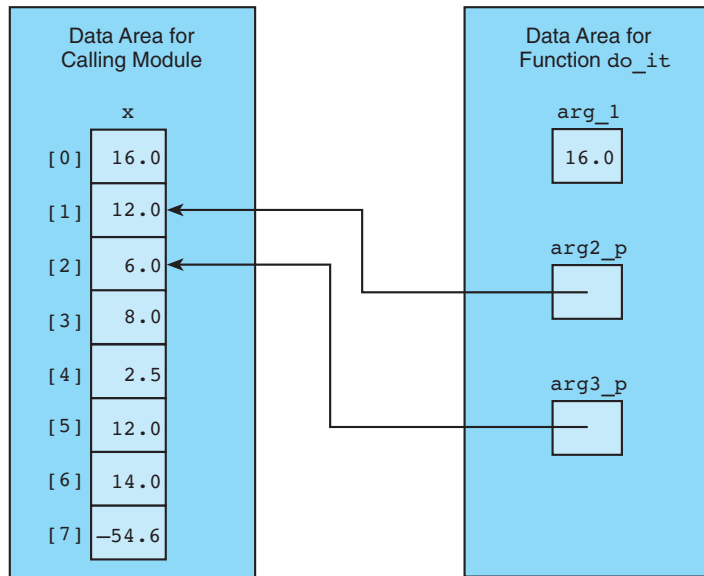 Data Area for
Calling Module
x
[0] 16.0
[1] 12.0
[2] 6.0
[3] 8.0
[4] 2.5
[5] 12.0
[6] 14.0
[7] –54.6
Data Area for
Function do_it
arg_1
16.0
arg2_p
arg3_p